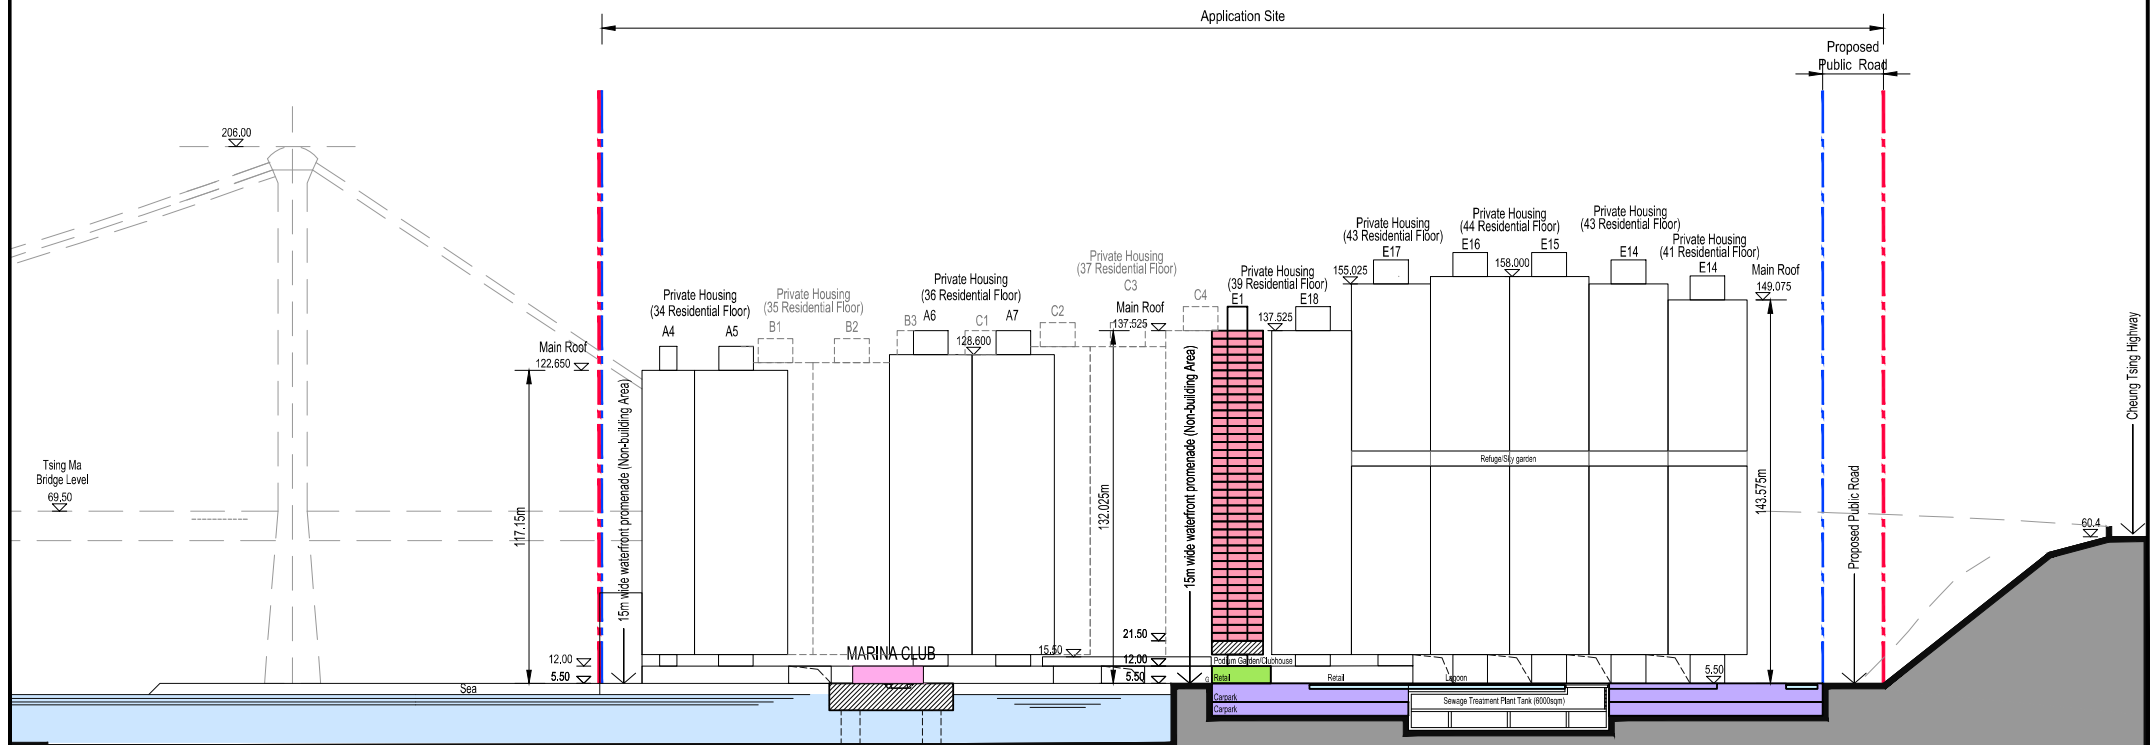 Application Site
Proposed
Public Road
206.00
Private Housing
(34 Residential Floor)
A4
A5
Private Housing
(35 Residential Floor)
B1
B2
B3
Private Housing
(36 Residential Floor)
A6
C1
A7
128.600
Private Housing
(37 Residential Floor)
C3
C2
C4
Main Roof
137.525
Private Housing
(39 Residential Floor)
E1
E18
137.525
Private Housing
(43 Residential Floor)
E17
155.025
Private Housing
(44 Residential Floor)
E16
E15
158.000
Private Housing
(43 Residential Floor)
E14
Private Housing
(41 Residential Floor)
E14
Main Roof
149.075
Main Roof
122.650
Tsing Ma
Bridge Level
69.50
117.15m
15m wide waterfront promenade (Non-building Area)
132.025m
15m wide waterfront promenade (Non-building Area)
Refuge/Sky garden
143.575m
Proposed Public Road
Cheung Tsing Highway
60.4
12.00
5.50
Sea
MARINA CLUB
15.50
21.50
12.00
5.50
Podium Garden/Clubhouse
G
Retail
Retail
Lagoon
5.50
Carpark
Carpark
Sewage Treatment Plant Tank (6000sqm)